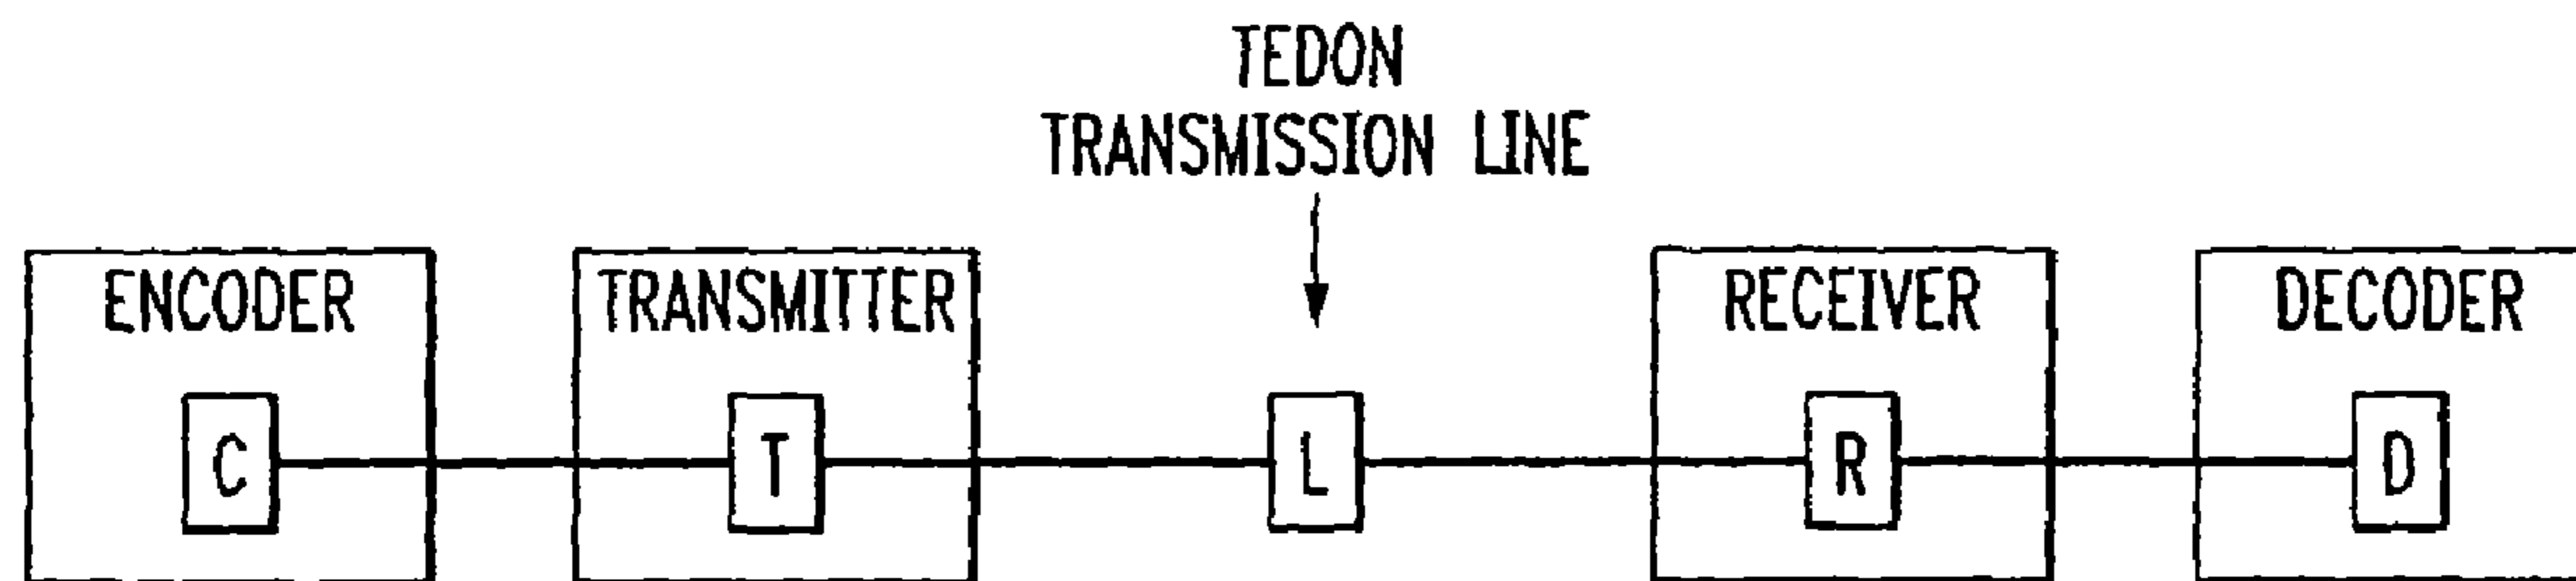 TEDON
TRANSMISSION LINE
ENCODER
TRANSMITTER
RECEIVER
DECODER
C
T
L
R
D